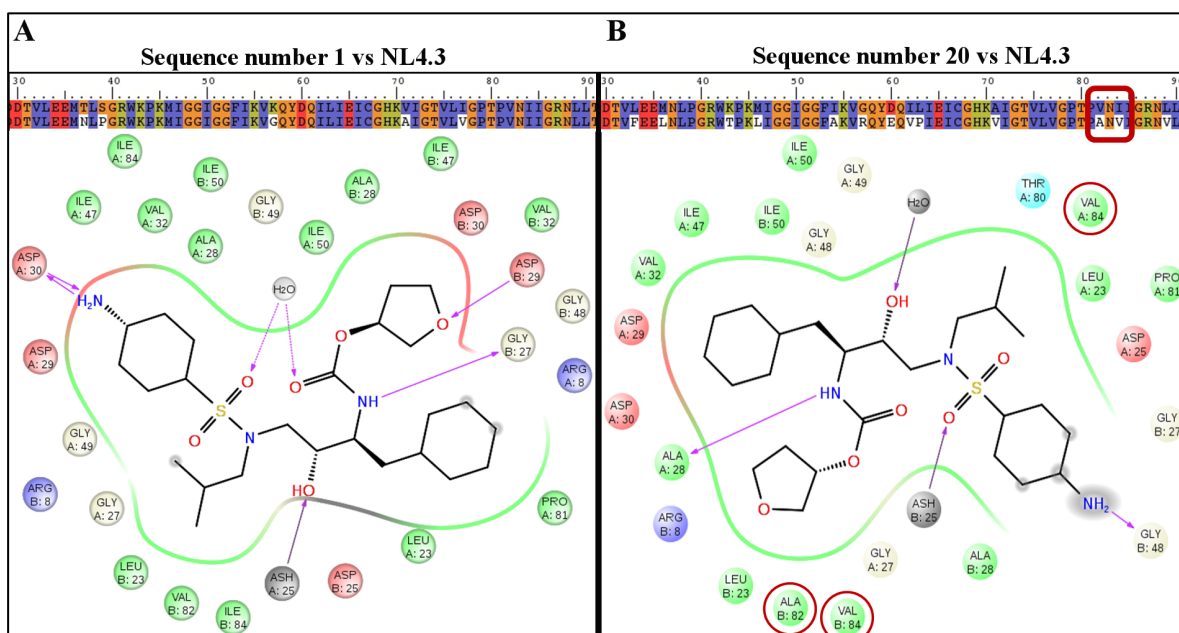 A
Sequence number 1 vs NL4.3
30 40 50 60 70 80 90
DDTVLEEMTLSGRWKPKMIGGIGGFIKVKQYDQILIEICGHKVIGTVLIGPTPVNIIGRNLLT
DDTVLEEMNLPGRWKPKMIGGIGGFIKVGQYDQILIEICGHKAIGTVLVGPTPVNIIGRNLLT
ILE
A: 84
ILE
B: 50
ILE
B: 47
ILE
A: 47
VAL
A: 32
ALA
A: 28
GLY
B: 49
ILE
A: 50
ALA
B: 28
ASP
B: 30
VAL
B: 32
ASP
A: 30
H₂N
H₂O
ASP
B: 29
GLY
B: 48
O
O
GLY
B: 27
ASP
A: 29
ARG
A: 8
O
O
NH
S
O
N
GLY
A: 49
ARG
B: 8
GLY
A: 27
HO
PRO
A: 81
LEU
A: 23
LEU
B: 23
VAL
B: 82
ILE
B: 84
ASH
A: 25
ASP
B: 25
B
Sequence number 20 vs NL4.3
30 40 50 60 70 80 90
DTVLEEMNLPGRWKPKMIGGIGGFIKVGQYDQILIEICGHKAIGTVLVGPTPVNIIGRNLL
DTVFEELNLPGRWTPKLIGGIGGFAKVRQYEQVPIEICGHKVIGTVLVGPTPANVIGRNVL
ILE
A: 50
GLY
A: 49
H₂O
THR
A: 80
VAL
A: 84
ILE
A: 47
ILE
B: 50
GLY
A: 48
VAL
A: 32
LEU
A: 23
PRO
A: 81
OH
ASP
A: 29
ASP
A: 25
N
O
S
O
NH
O
ASP
A: 30
GLY
B: 27
ALA
A: 28
O
O
ASH
B: 25
NH₂
ARG
B: 8
GLY
B: 48
GLY
A: 27
ALA
B: 28
LEU
B: 23
ALA
B: 82
VAL
B: 84